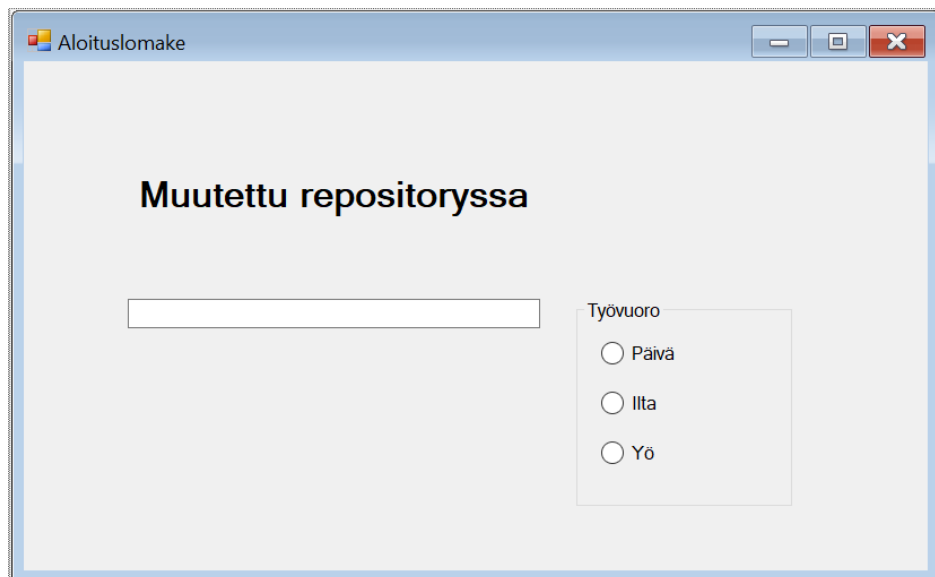 Aloituslomake
Muutettu repositoryssa
Työvuoro
Päivä
Ilta
Yö